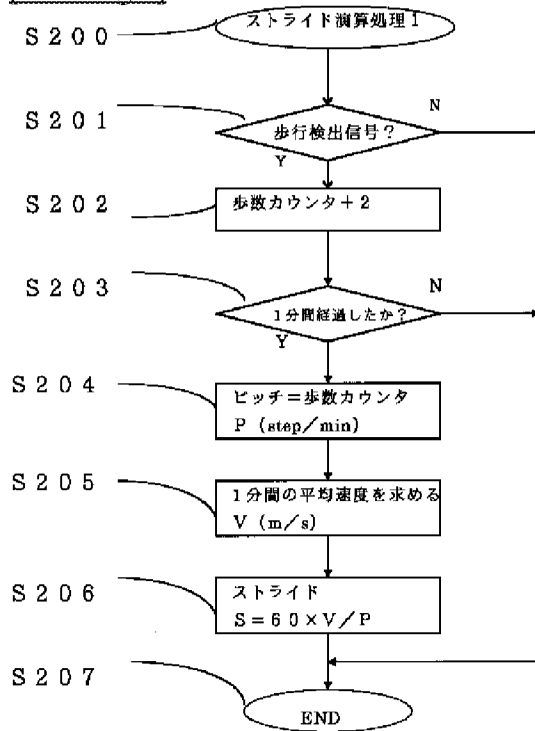 S200
ストライド演算処理1
S201
歩行検出信号?
N
Y
S202
歩数カウンタ+2
S203
1分間経過したか?
N
Y
S204
ピッチ=歩数カウンタ
P (step/min)
S205
1分間の平均速度を求める
V (m/s)
S206
ストライド
S=60×V/P
S207
END